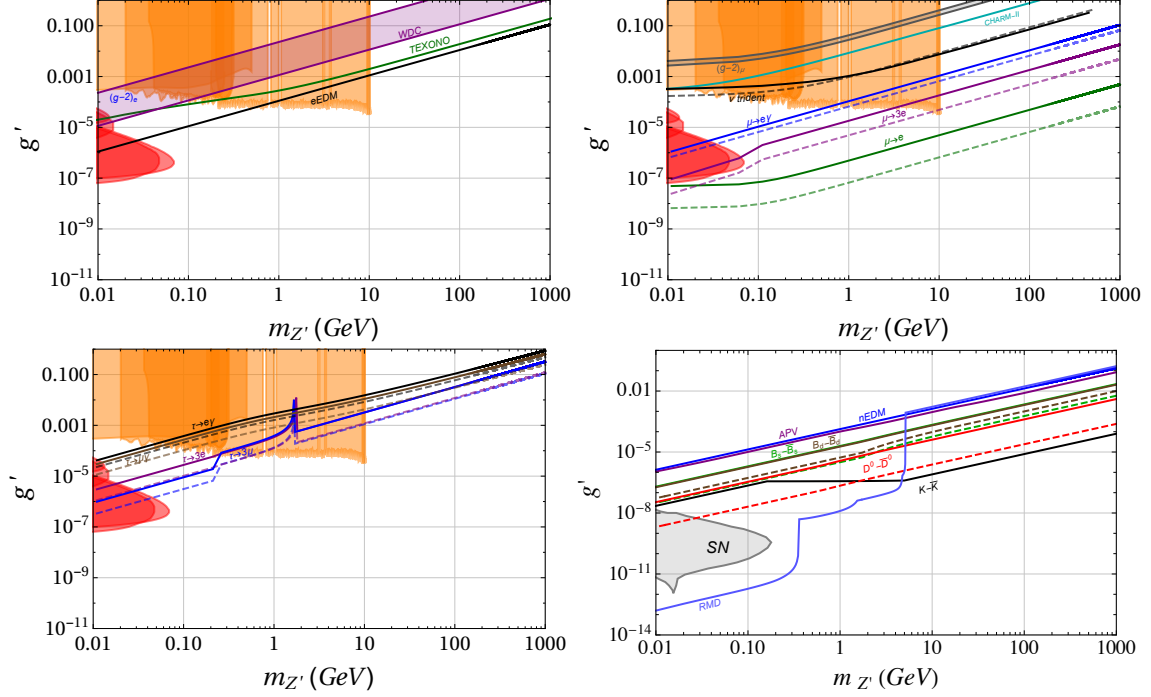 0.100
0.001
10^-5
10^-7
10^-9
10^-11
g'
WDC
TEXONO
(g-2)e
eEDM
0.01 0.10 1 10 100 1000
m_Z' (GeV)
0.100
0.001
10^-5
10^-7
10^-9
10^-11
g'
CHARM-II
(g-2)μ
ν trident
μ→eγ
μ→3e
μ→e
0.01 0.10 1 10 100 1000
m_Z' (GeV)
0.100
0.001
10^-5
10^-7
10^-9
10^-11
g'
τ→eγ
τ→μγ
τ→3e
τ→3μ
0.01 0.10 1 10 100 1000
m_Z' (GeV)
0.01
10^-5
10^-8
10^-11
10^-14
g'
nEDM
APV
B_s-B̅_s
B_d-B̅_d
D^0-D̅^0
K-K̅
SN
RMD
0.01 0.10 1 10 100 1000
m_Z' (GeV)